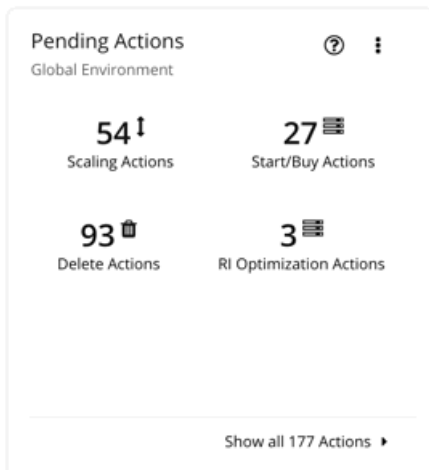 Pending Actions
Global Environment
54
Scaling Actions
27
Start/Buy Actions
93
Delete Actions
3
RI Optimization Actions
Show all 177 Actions